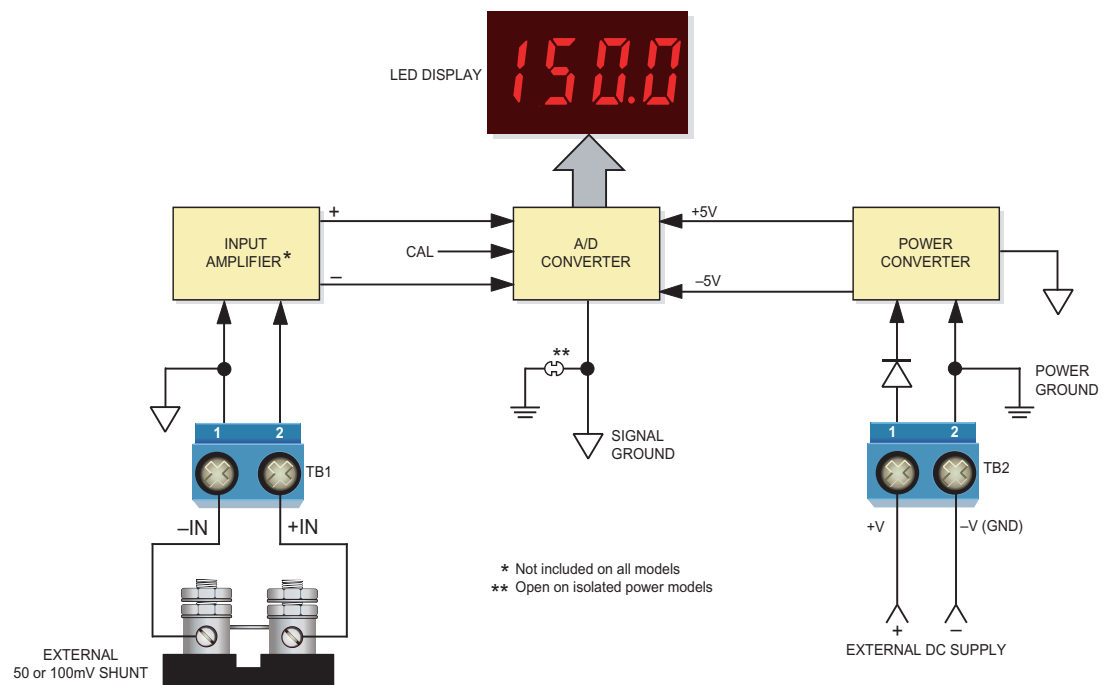 LED DISPLAY
150.0
INPUT
AMPLIFIER*
+
–
CAL
A/D
CONVERTER
+5V
–5V
POWER
CONVERTER
**
SIGNAL
GROUND
POWER
GROUND
1 2
TB1
–IN +IN
1 2
TB2
+V –V (GND)
* Not included on all models
** Open on isolated power models
EXTERNAL
50 or 100mV SHUNT
+ –
EXTERNAL DC SUPPLY